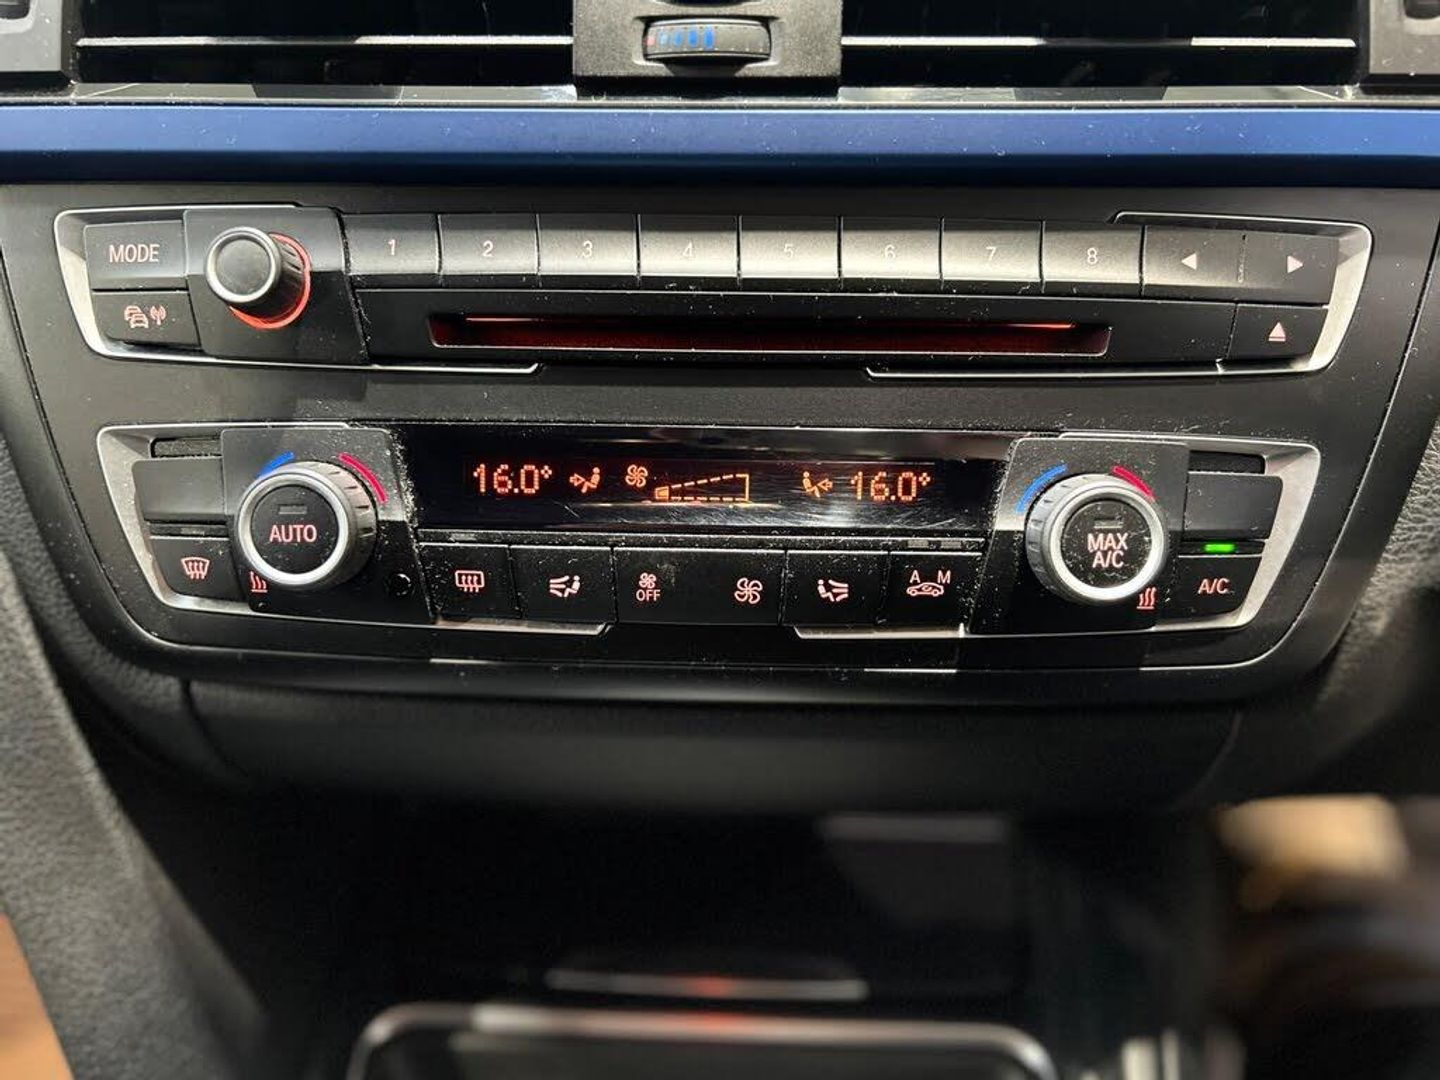 MODE 1 2 3 4 5 6 7 8
16.0° 16.0°
AUTO MAX
A/C
OFF A M A/C